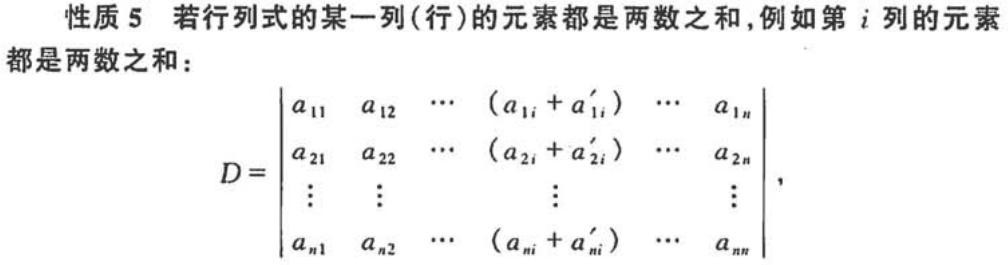 性质 5 若行列式的某一列(行)的元素都是两数之和,例如第 i 列的元素
都是两数之和:
a₁₁ a₁₂ ⋯ (a₁ᵢ + a′₁ᵢ) ⋯ a₁ₙ
a₂₁ a₂₂ ⋯ (a₂ᵢ + a′₂ᵢ) ⋯ a₂ₙ
D = ⋮ ⋮ ⋮ ⋮ ,
aₙ₁ aₙ₂ ⋯ (aₙᵢ + a′ₙᵢ) ⋯ aₙₙ